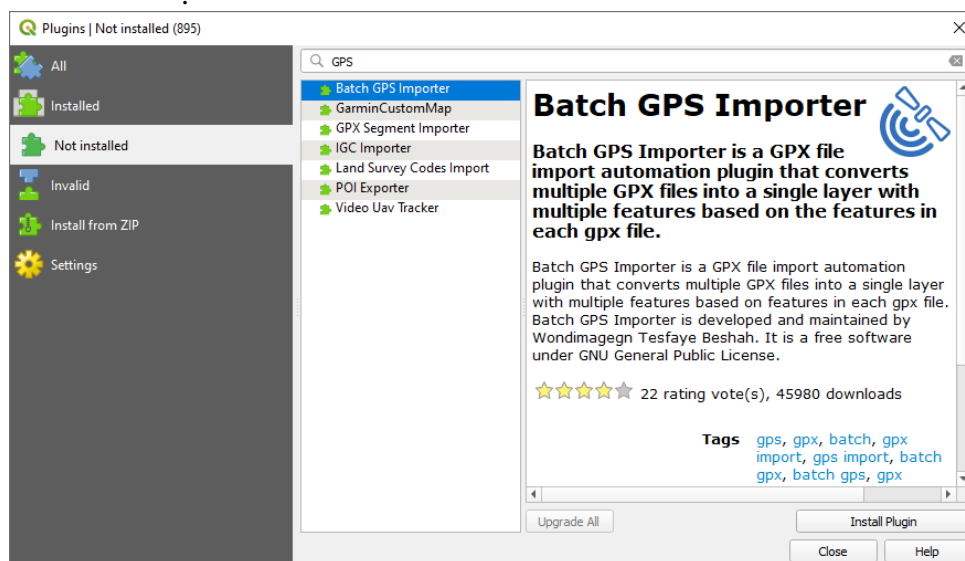 Plugins | Not installed (895)
All
Installed
Not installed
Invalid
Install from ZIP
Settings
GPS
Batch GPS Importer
GarminCustomMap
GPX Segment Importer
IGC Importer
Land Survey Codes Import
POI Exporter
Video Uav Tracker
Batch GPS Importer
Batch GPS Importer is a GPX file
import automation plugin that converts
multiple GPX files into a single layer with
multiple features based on the features in
each gpx file.
Batch GPS Importer is a GPX file import automation
plugin that converts multiple GPX files into a single layer
with multiple features based on features in each gpx file.
Batch GPS Importer is developed and maintained by
Wondimagegn Tesfaye Beshah. It is a free software
under GNU General Public License.
22 rating vote(s), 45980 downloads
Tags gps, gpx, batch, gpx
import, gps import, batch
gpx, batch gps, gpx
Upgrade All
Install Plugin
Close
Help